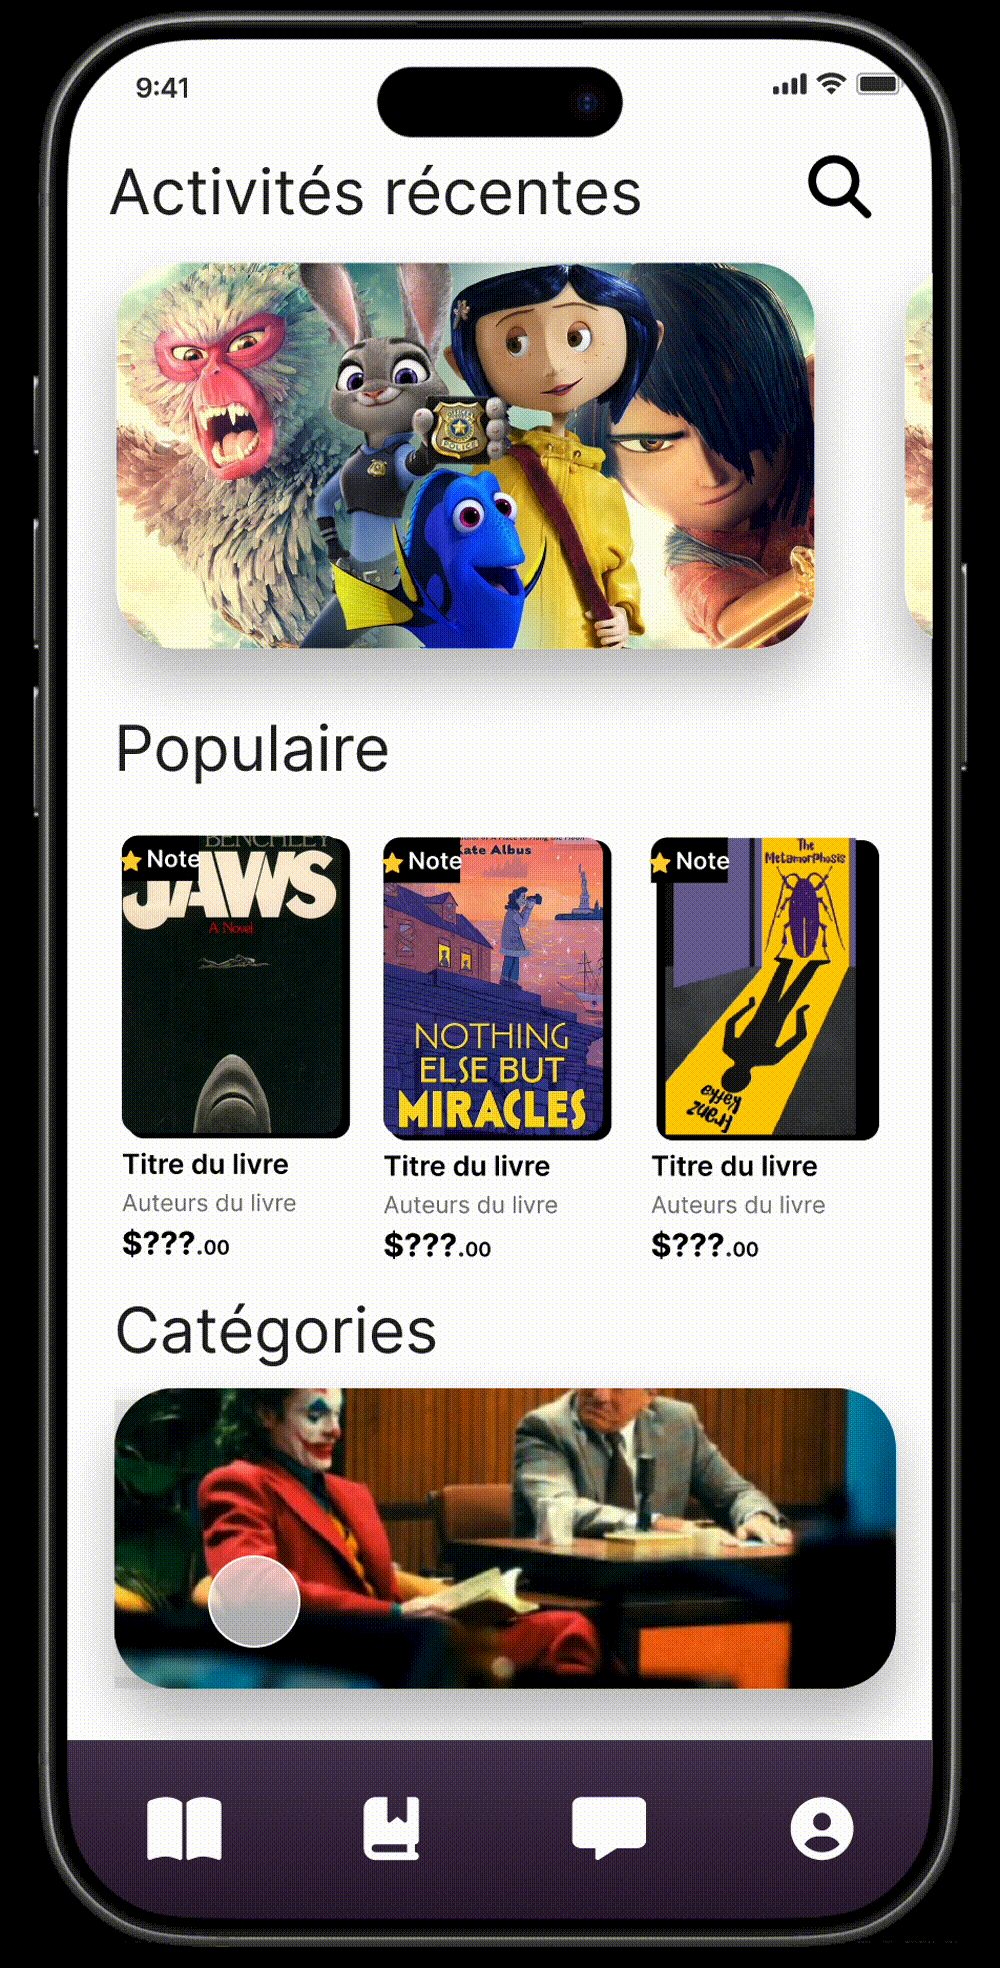 9:41
Activités récentes
POLICE
Populaire
BENCHLEY
Note
JAWS
A Novel
Note
Kate Albus
NOTHING
ELSE BUT
MIRACLES
Note
The
Metamorphosis
Franz
Kafka
Titre du livre
Auteurs du livre
$???.00
Titre du livre
Auteurs du livre
$???.00
Titre du livre
Auteurs du livre
$???.00
Catégories